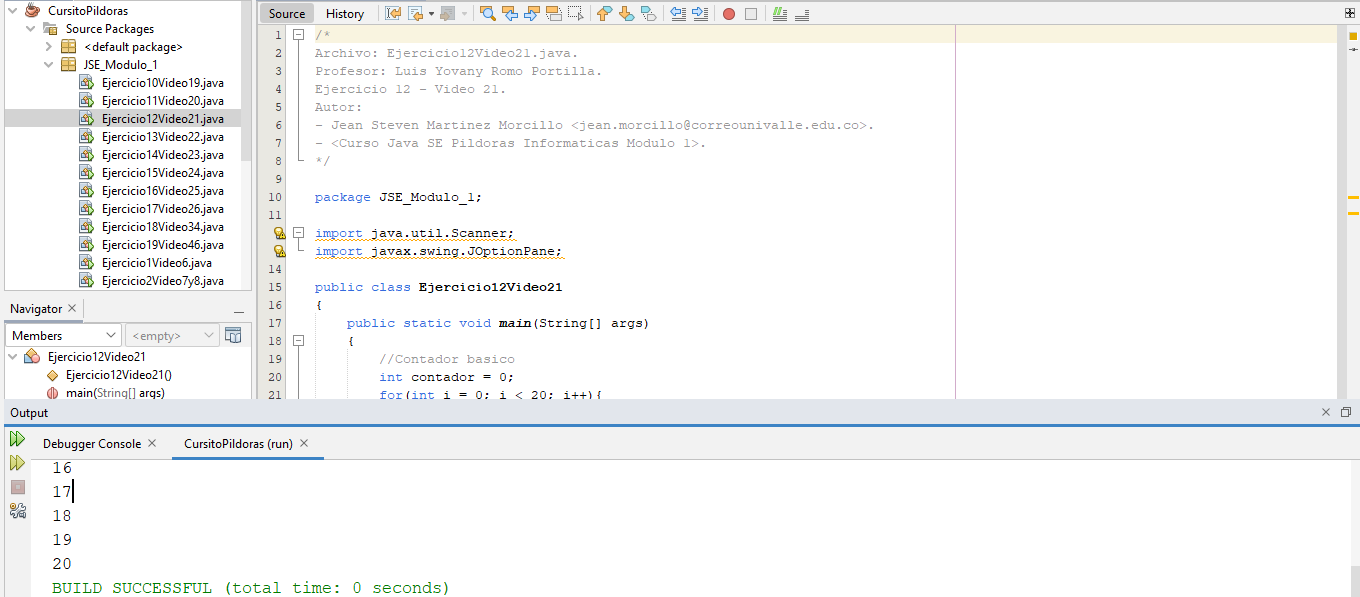 CursitoPildoras
Source Packages
<default package>
JSE_Modulo_1
Ejercicio10Video19.java
Ejercicio11Video20.java
Ejercicio12Video21.java
Ejercicio13Video22.java
Ejercicio14Video23.java
Ejercicio15Video24.java
Ejercicio16Video25.java
Ejercicio17Video26.java
Ejercicio18Video34.java
Ejercicio19Video46.java
Ejercicio1Video6.java
Ejercicio2Video7y8.java
Navigator
Members <empty>
Ejercicio12Video21
Ejercicio12Video21()
main(String[] args)
Source History
1 /*
2 Archivo: Ejercicio12Video21.java.
3 Profesor: Luis Yovany Romo Portilla.
4 Ejercicio 12 - Video 21.
5 Autor:
6 - Jean Steven Martinez Morcillo <jean.morcillo@correounivalle.edu.co>.
7 - <Curso Java SE Pildoras Informaticas Modulo 1>.
8 */
9
10 package JSE_Modulo_1;
11
import java.util.Scanner;
import javax.swing.JOptionPane;
14
15 public class Ejercicio12Video21
16 {
17 public static void main(String[] args)
18 {
19 //Contador basico
20 int contador = 0;
21 for(int i = 0; i < 20; i++){
Output
Debugger Console CursitoPildoras (run)
16
17
18
19
20
BUILD SUCCESSFUL (total time: 0 seconds)